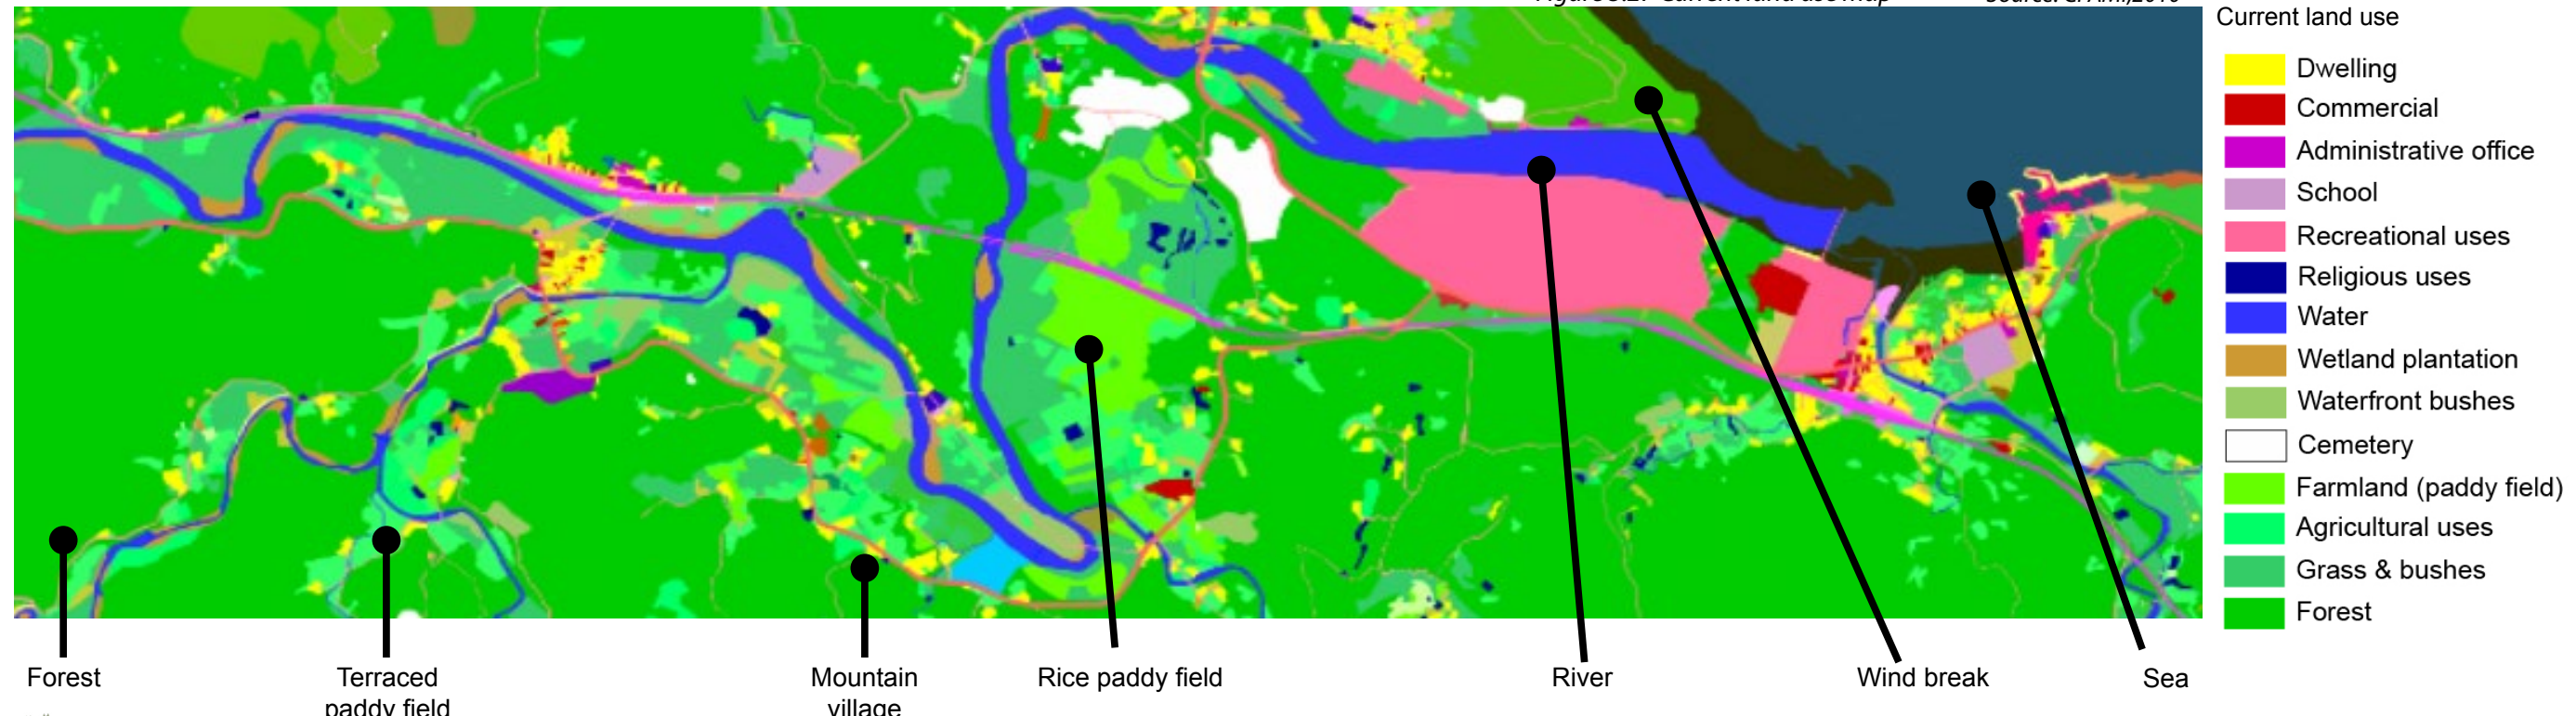 Current land use
Dwelling
Commercial
Administrative office
School
Recreational uses
Religious uses
Water
Wetland plantation
Waterfront bushes
Cemetery
Farmland (paddy field)
Agricultural uses
Grass & bushes
Forest
Forest
Terraced
paddy field
Mountain
village
Rice paddy field
River
Wind break
Sea